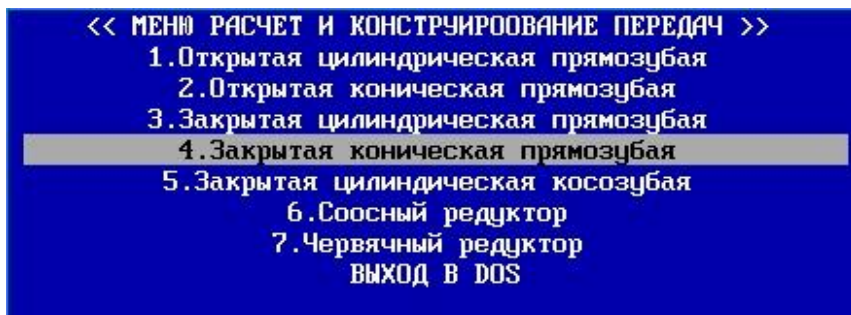 << МЕНЮ РАСЧЕТ И КОНСТРУИРООВАНИЕ ПЕРЕДАЧ >>
1.Открытая цилиндрическая прямозубая
2.Открытая коническая прямозубая
3.Закрытая цилиндрическая прямозубая
4.Закрытая коническая прямозубая
5.Закрытая цилиндическая косозубая
6.Соосный редуктор
7.Червячный редуктор
ВЫХОД В DOS